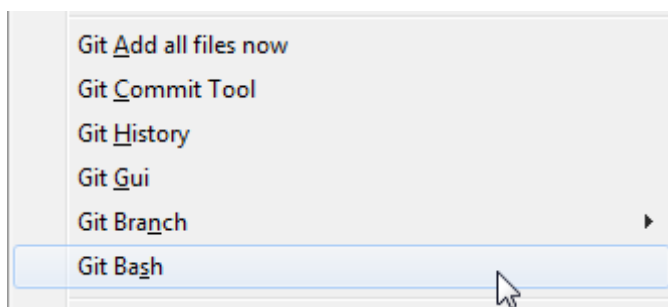 Git Add all files now
Git Commit Tool
Git History
Git Gui
Git Branch
Git Bash